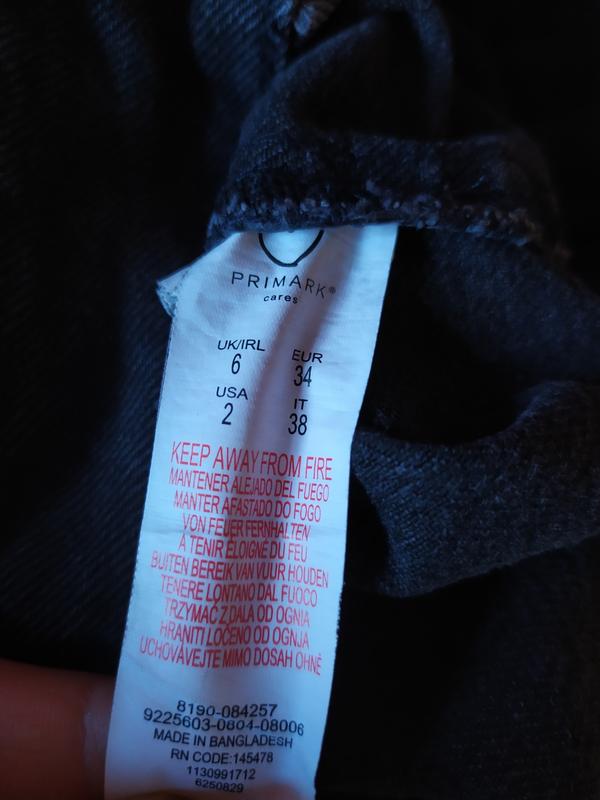 PRIMARK®
cares
UK/IRL EUR
6 34
USA IT
2 38
KEEP AWAY FROM FIRE
MANTENER ALEJADO DEL FUEGO
MANTER AFASTADO DO FOGO
VON FEUER FERNHALTEN
À TENIR ÉLOIGNÉ DU FEU
BUITEN BEREIK VAN VUUR HOUDEN
TENERE LONTANO DAL FUOCO
TRZYMAĆ Z DALA OD OGNIA
HRANITI LOČENO OD OGNJA
UCHOVÁVEJTE MIMO DOSAH OHNĚ
8190-084257
9225603-0804-08006
MADE IN BANGLADESH
RN CODE:145478
1130991712
6250829